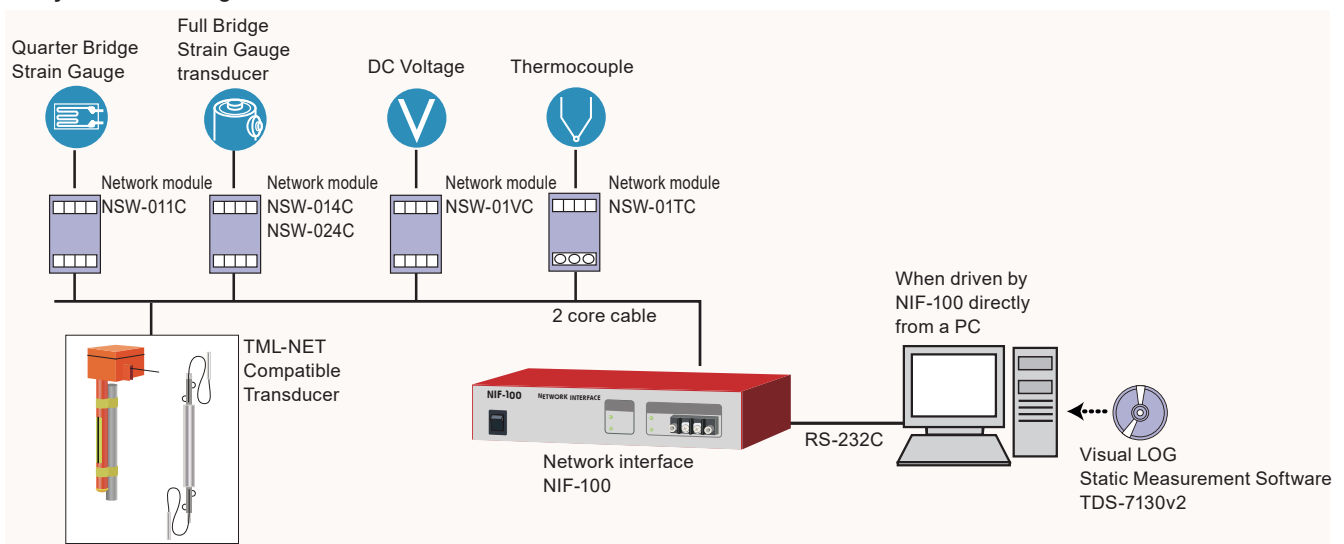 Quarter Bridge
Strain Gauge
Full Bridge
Strain Gauge
transducer
DC Voltage
Thermocouple
Network module
NSW-011C
Network module
NSW-014C
NSW-024C
Network module
NSW-01VC
Network module
NSW-01TC
2 core cable
TML-NET
Compatible
Transducer
NIF-100 NETWORK INTERFACE
Network interface
NIF-100
RS-232C
When driven by
NIF-100 directly
from a PC
Visual LOG
Static Measurement Software
TDS-7130v2